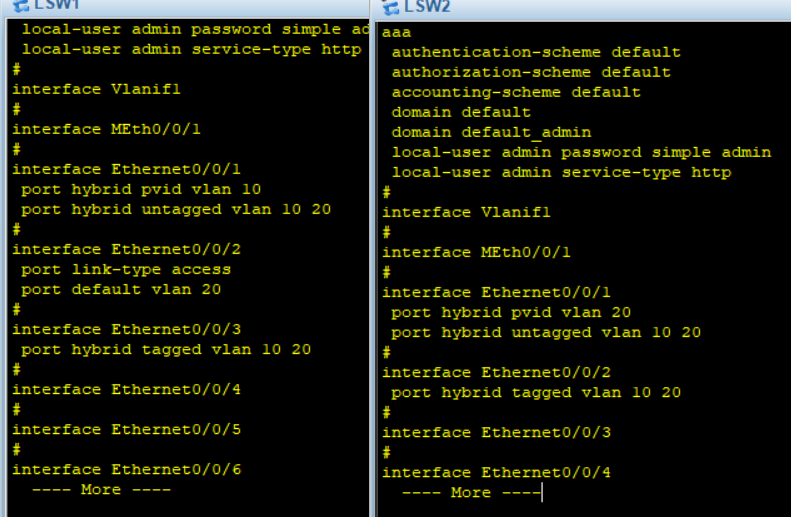 LSW1
local-user admin password simple ad
local-user admin service-type http
#
interface Vlanif1
#
interface MEth0/0/1
#
interface Ethernet0/0/1
port hybrid pvid vlan 10
port hybrid untagged vlan 10 20
#
interface Ethernet0/0/2
port link-type access
port default vlan 20
#
interface Ethernet0/0/3
port hybrid tagged vlan 10 20
#
interface Ethernet0/0/4
#
interface Ethernet0/0/5
#
interface Ethernet0/0/6
---- More ----
LSW2
aaa
authentication-scheme default
authorization-scheme default
accounting-scheme default
domain default
domain default_admin
local-user admin password simple admin
local-user admin service-type http
#
interface Vlanif1
#
interface MEth0/0/1
#
interface Ethernet0/0/1
port hybrid pvid vlan 20
port hybrid untagged vlan 10 20
#
interface Ethernet0/0/2
port hybrid tagged vlan 10 20
#
interface Ethernet0/0/3
#
interface Ethernet0/0/4
---- More ----